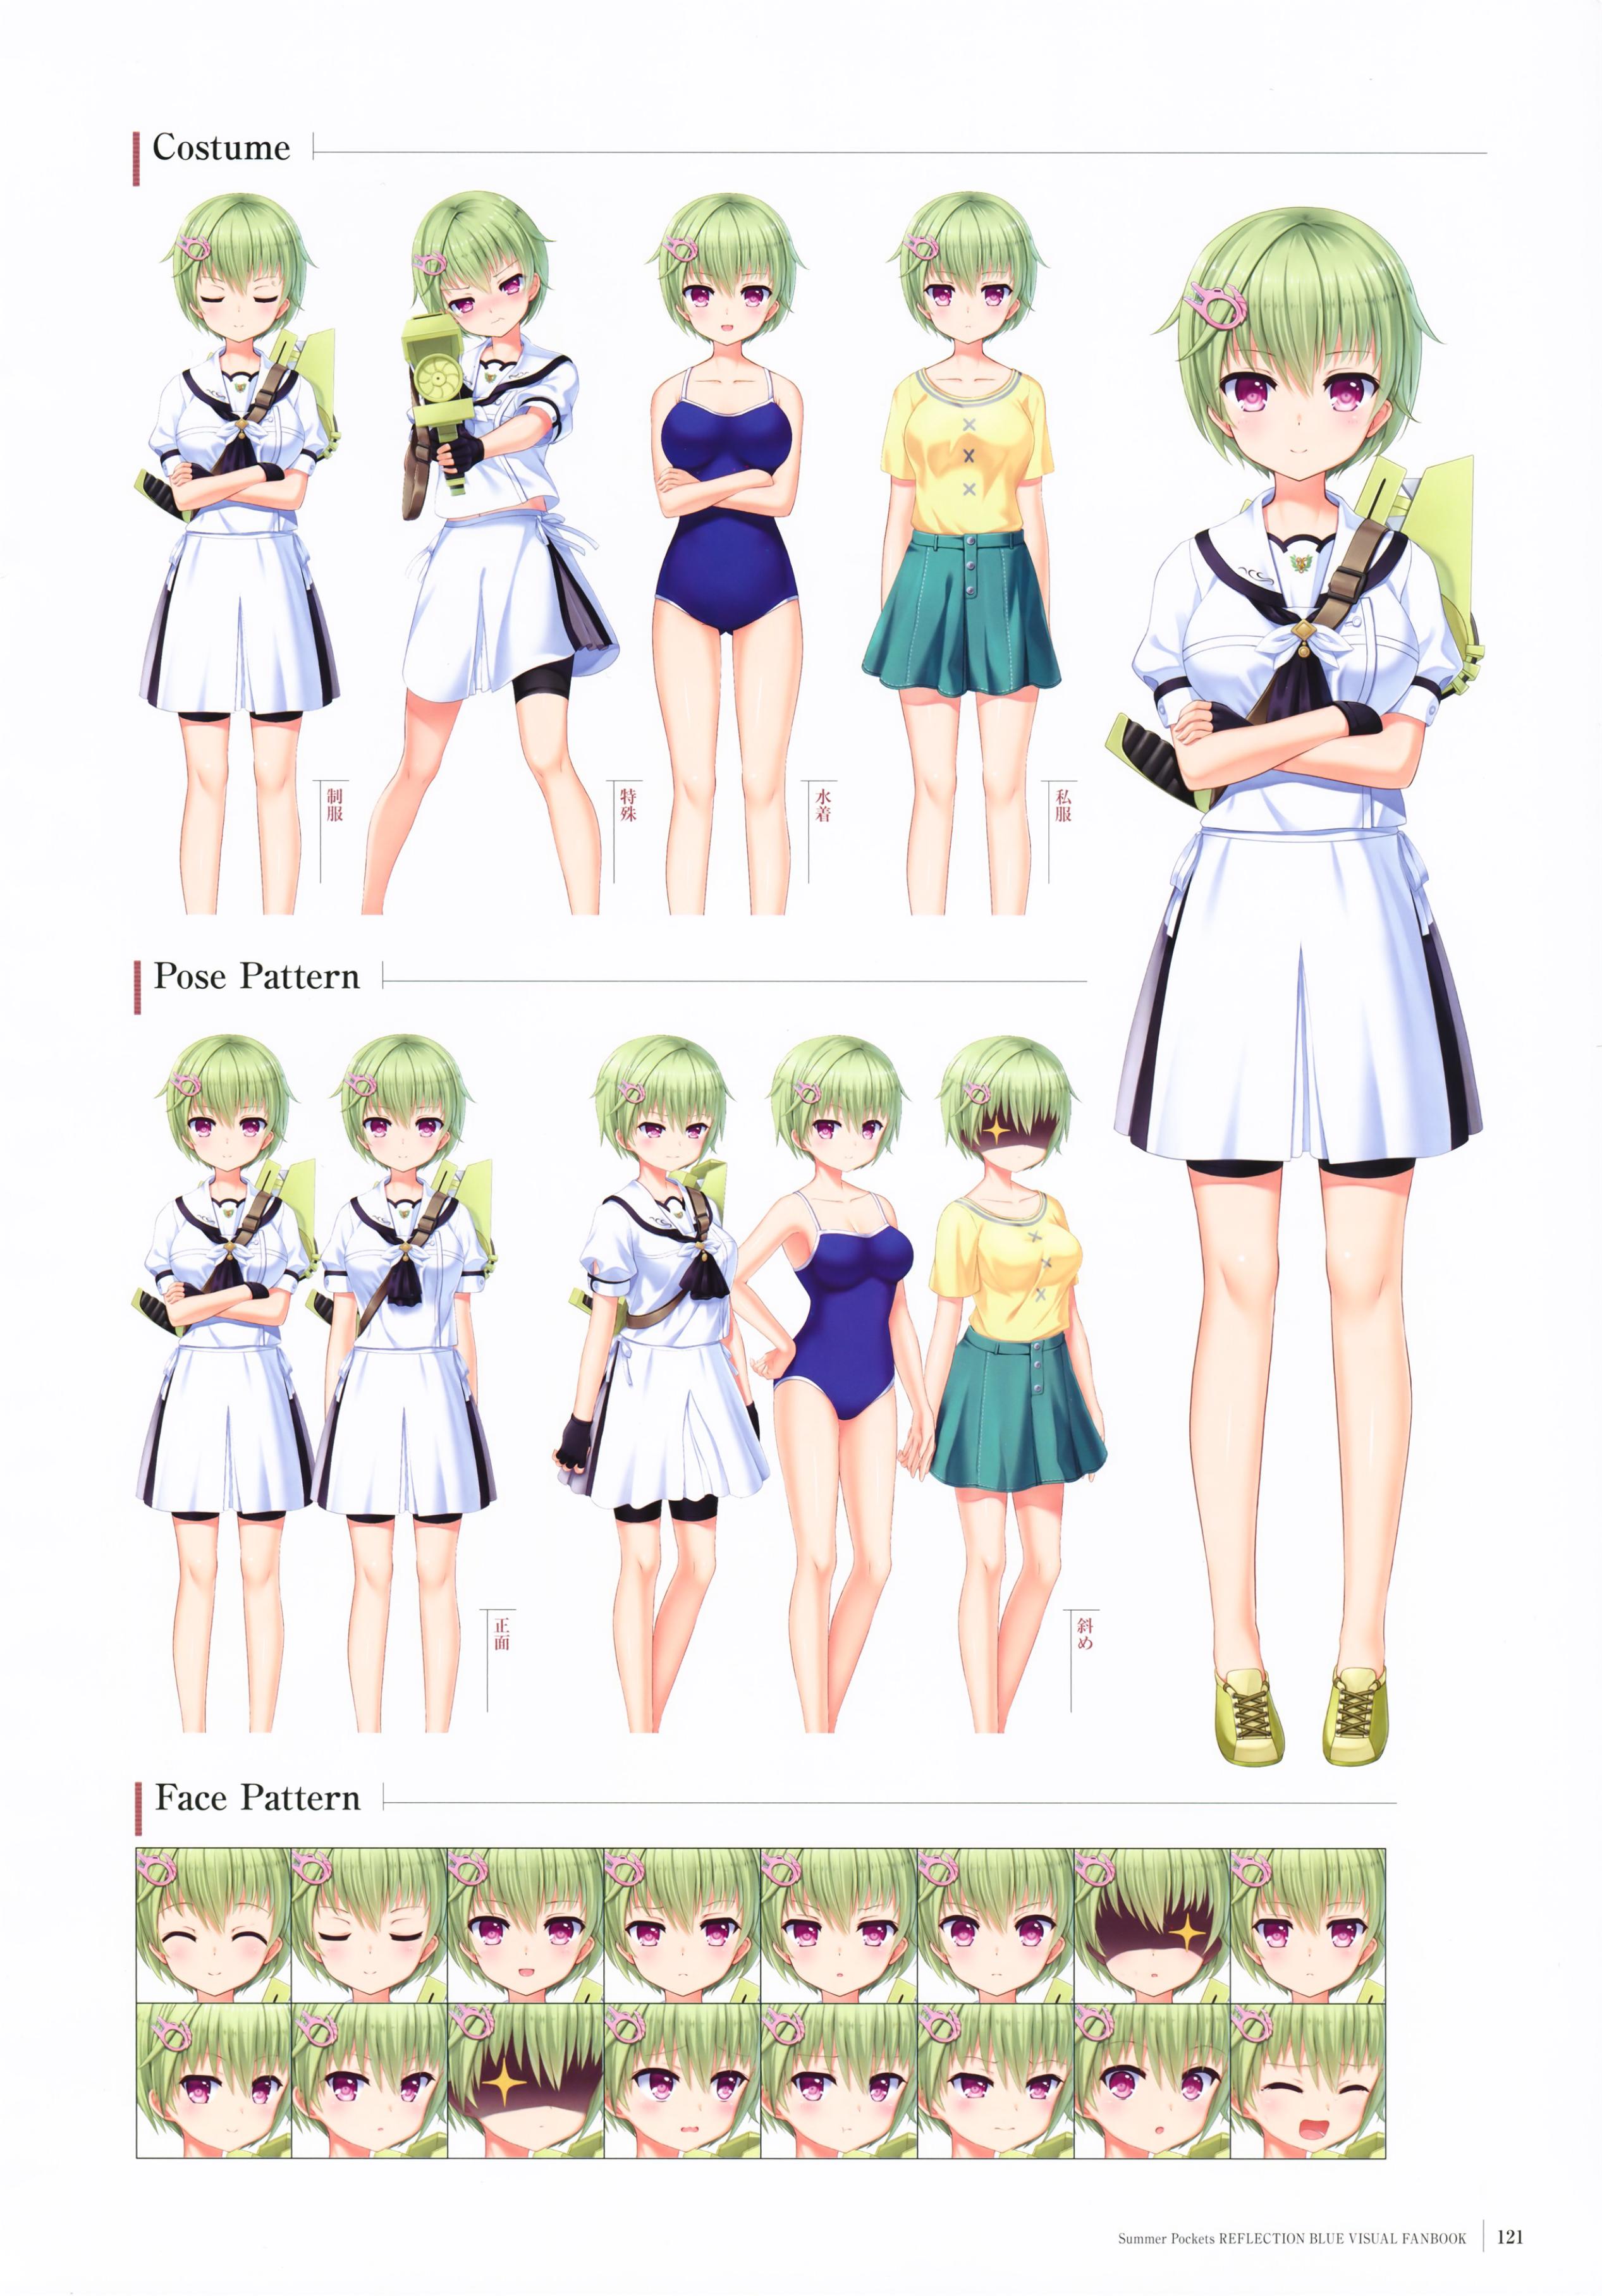 Costume
制服
特殊
水着
私服
Pose Pattern
正面
斜め
Face Pattern
Summer Pockets REFLECTION BLUE VISUAL FANBOOK
121